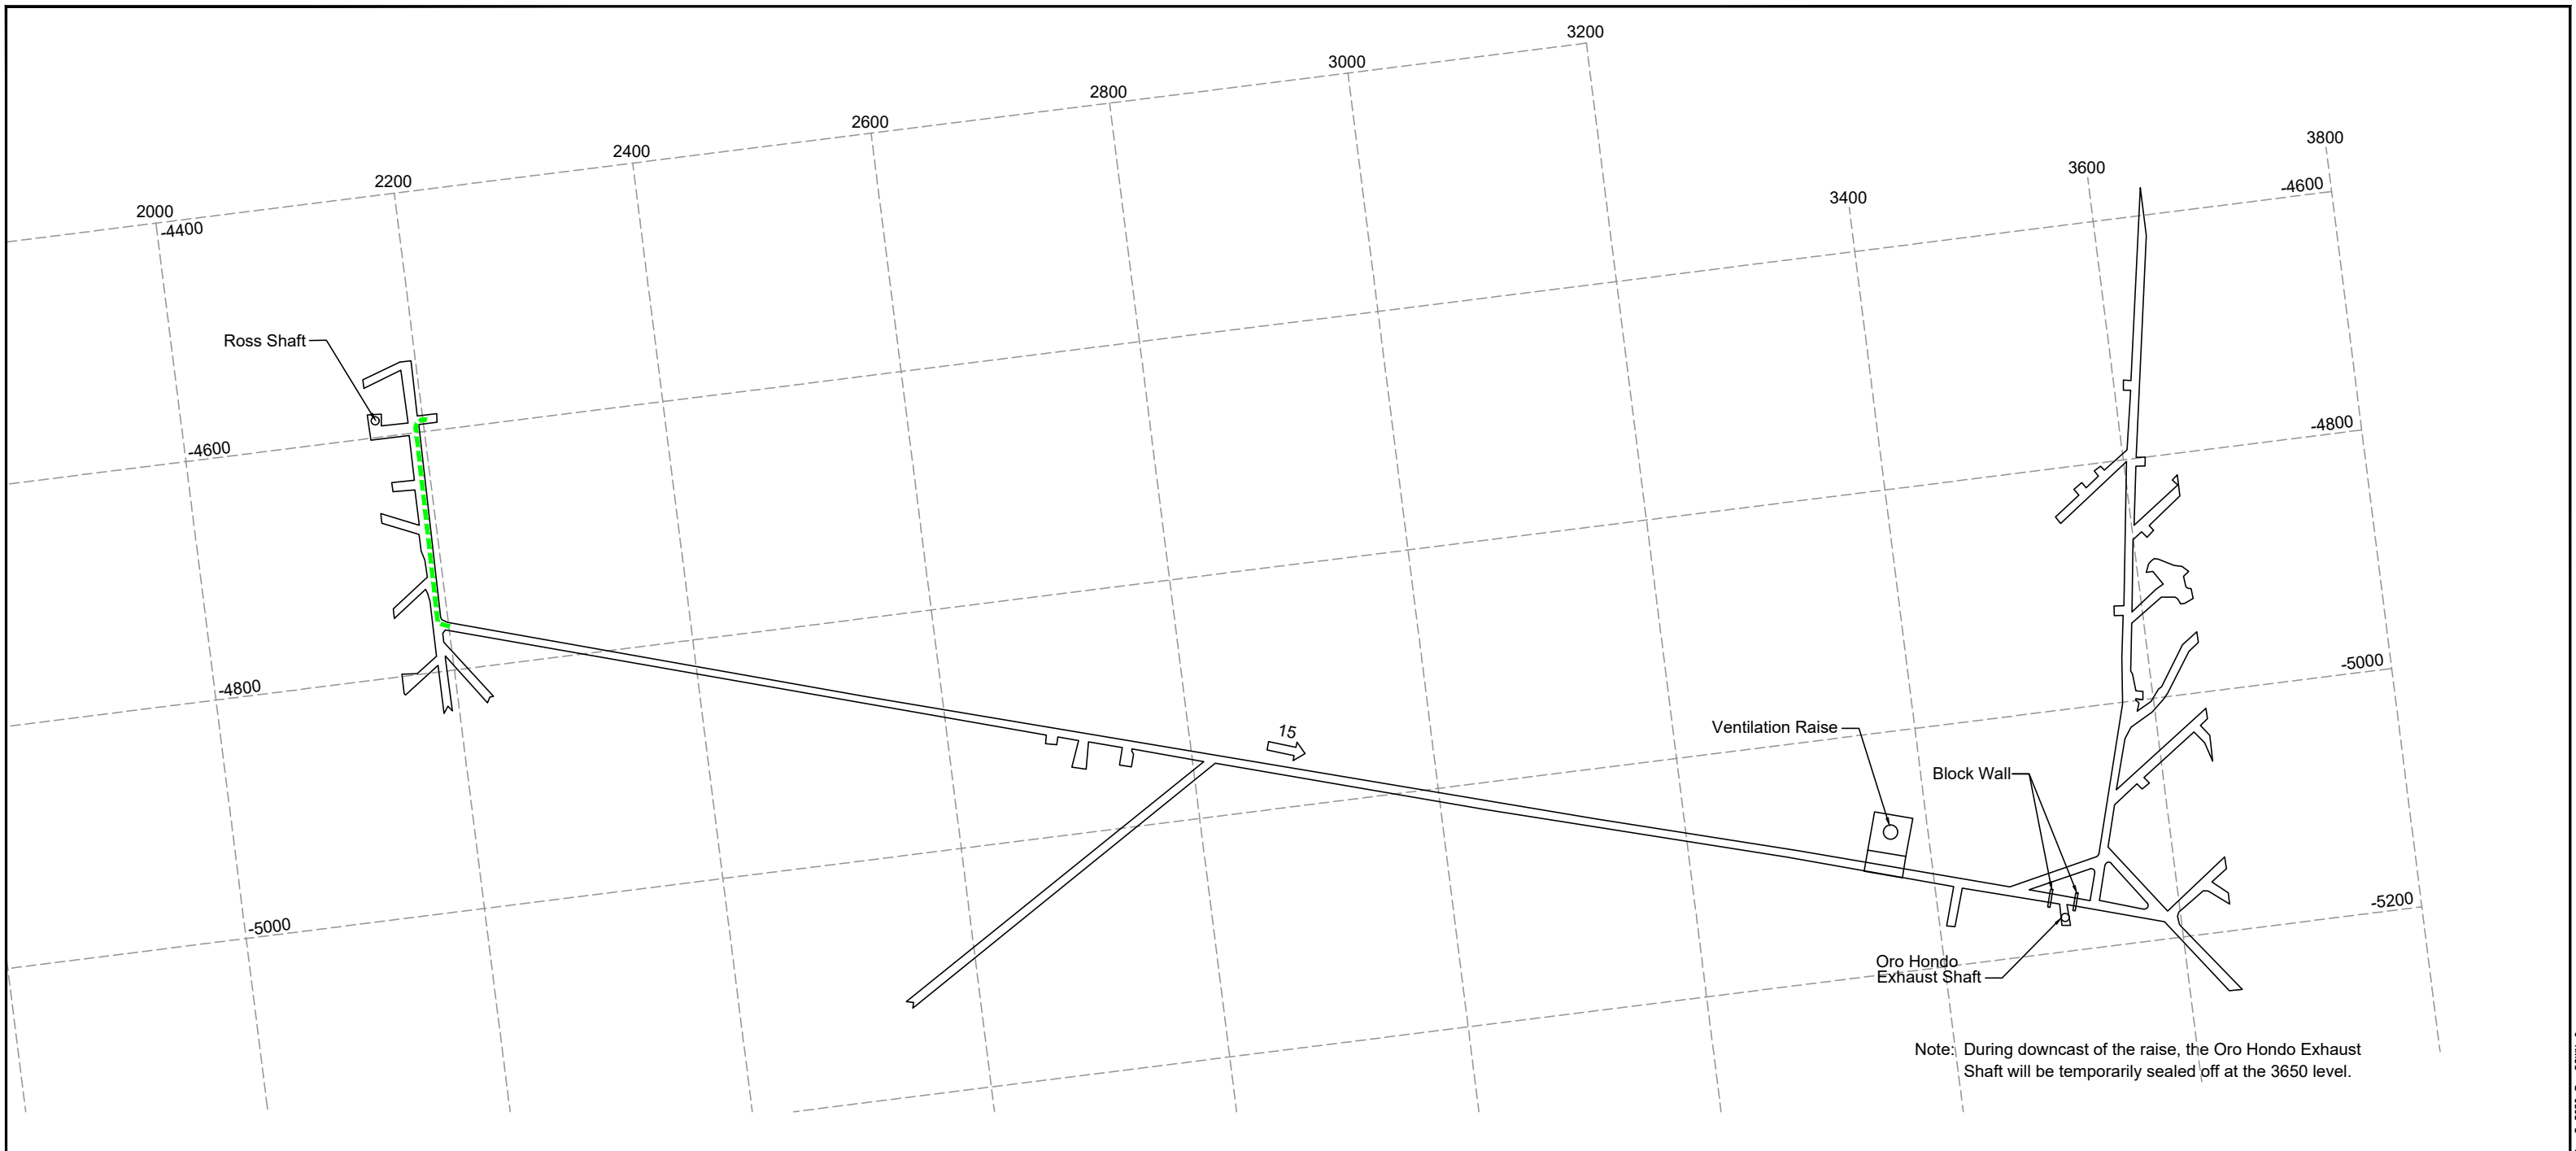 3200
3000
2800
2600
2400
2200
2000
3800
3600
3400
-4400
-4600
-4800
-5000
-4600
-4800
-5000
-5200
Ross Shaft
15
Ventilation Raise
Block Wall
Oro Hondo
Exhaust Shaft
Note: During downcast of the raise, the Oro Hondo Exhaust
Shaft will be temporarily sealed off at the 3650 level.